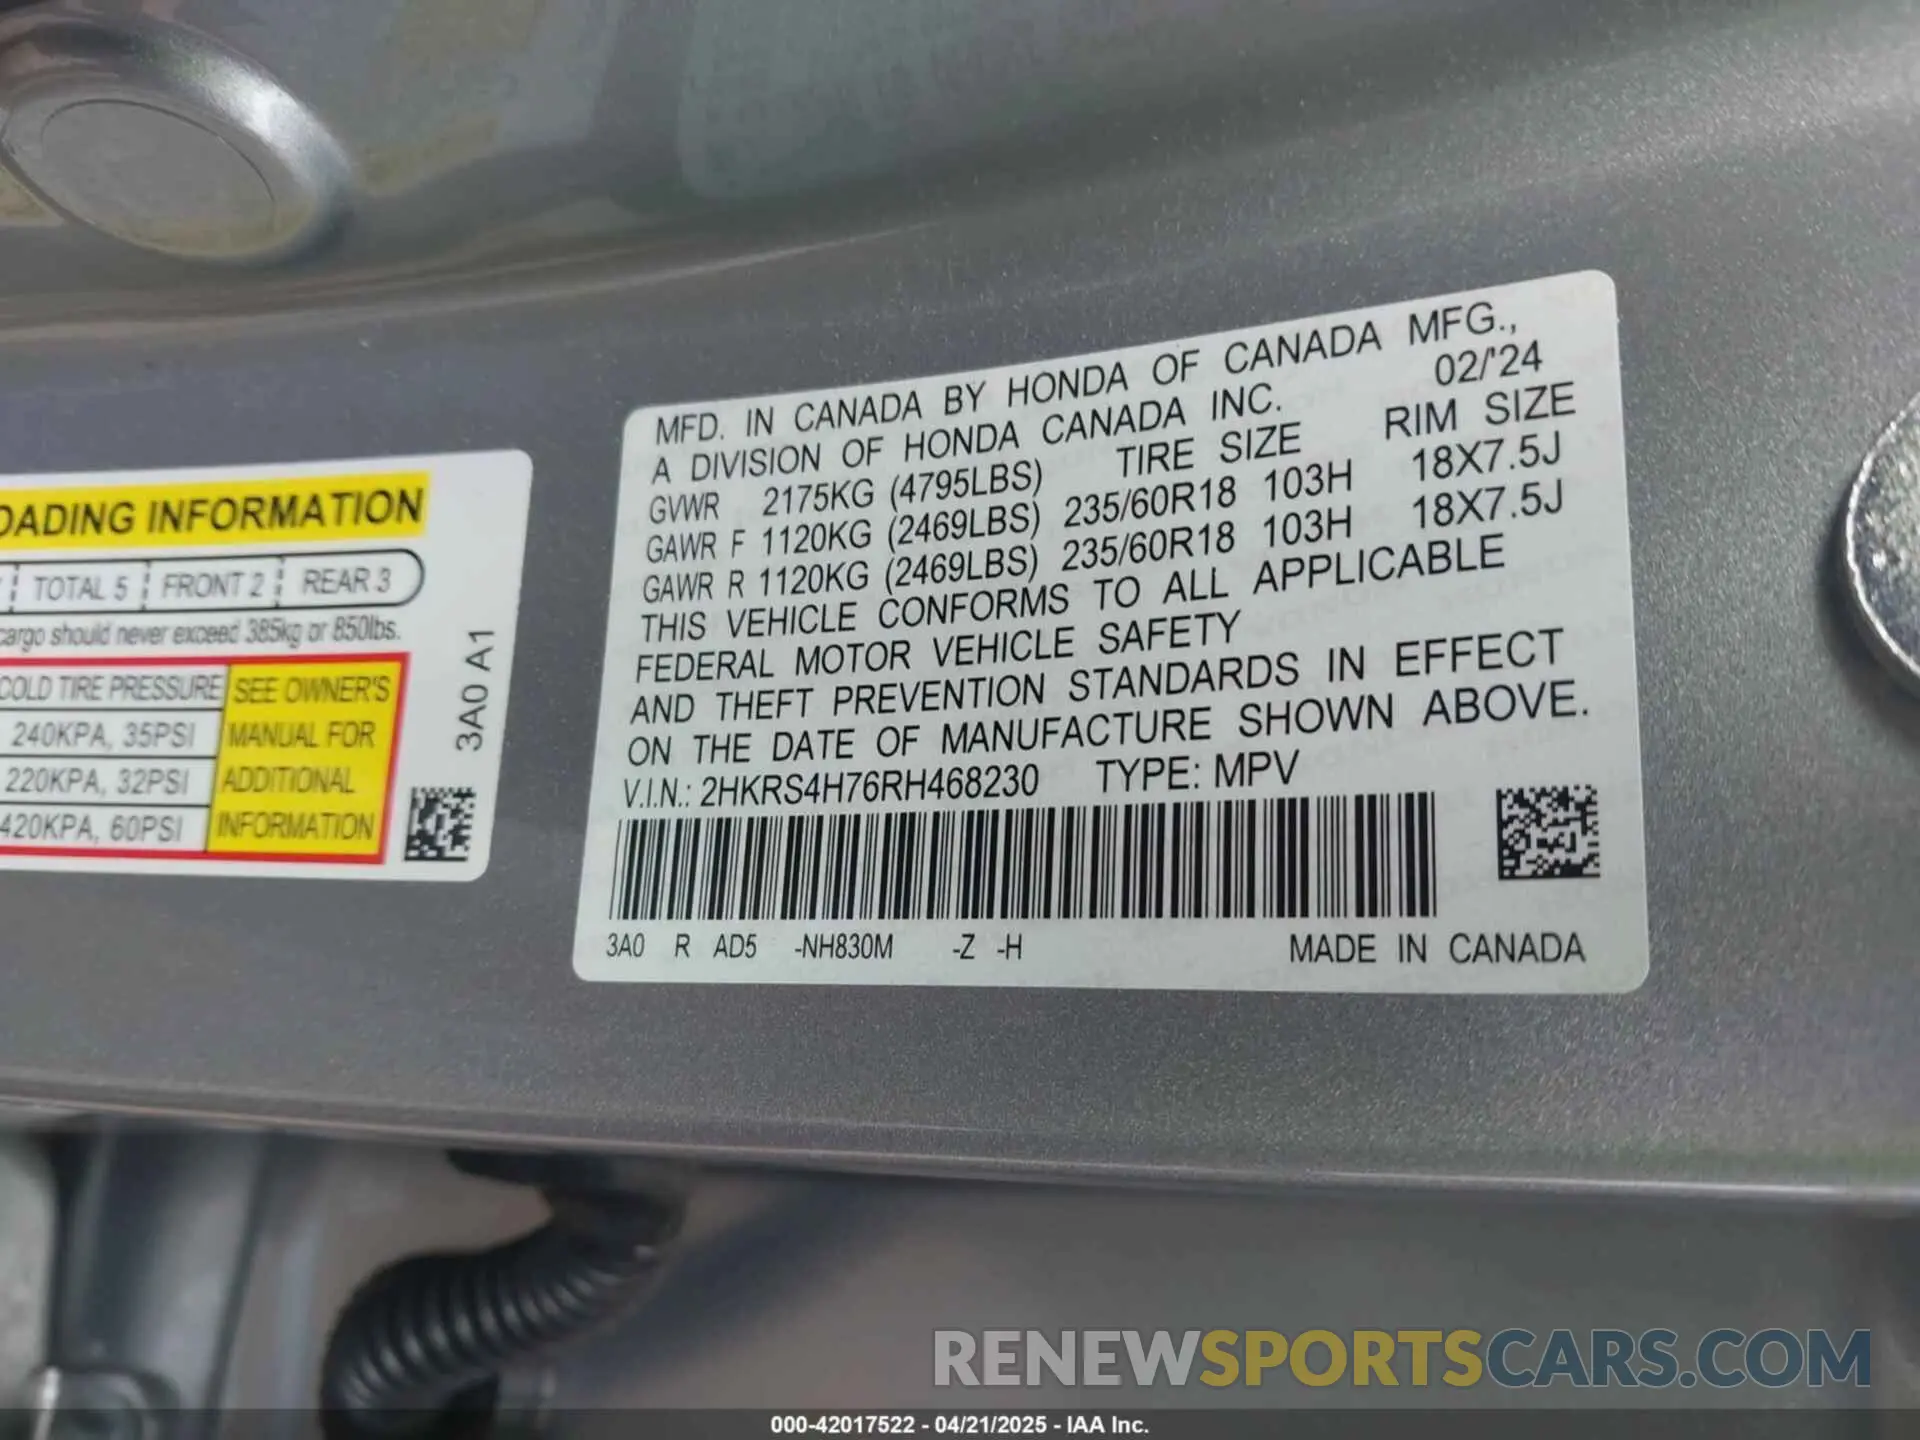 OADING INFORMATION
TOTAL 5 FRONT 2 REAR 3
cargo should never exceed 385kg or 850lbs.
COLD TIRE PRESSURE
240KPA, 35PSI
220KPA, 32PSI
420KPA, 60PSI
SEE OWNER'S
MANUAL FOR
ADDITIONAL
INFORMATION
3A0 A1
MFD. IN CANADA BY HONDA OF CANADA MFG.,
A DIVISION OF HONDA CANADA INC. 02/'24
GVWR 2175KG (4795LBS) TIRE SIZE RIM SIZE
GAWR F 1120KG (2469LBS) 235/60R18 103H 18X7.5J
GAWR R 1120KG (2469LBS) 235/60R18 103H 18X7.5J
THIS VEHICLE CONFORMS TO ALL APPLICABLE
FEDERAL MOTOR VEHICLE SAFETY
AND THEFT PREVENTION STANDARDS IN EFFECT
ON THE DATE OF MANUFACTURE SHOWN ABOVE.
V.I.N.: 2HKRS4H76RH468230 TYPE: MPV
3A0 R AD5 -NH830M -Z -H MADE IN CANADA
RENEWSPORTSCARS.COM
000-42017522 - 04/21/2025 - IAA Inc.